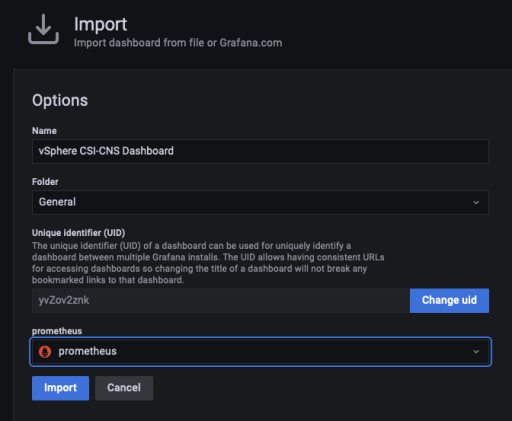 Import
Import dashboard from file or Grafana.com
Options
Name
vSphere CSI-CNS Dashboard
Folder
General
Unique identifier (UID)
The unique identifier (UID) of a dashboard can be used for uniquely identify a
dashboard between multiple Grafana installs. The UID allows having consistent URLs
for accessing dashboards so changing the title of a dashboard will not break any
bookmarked links to that dashboard.
yvZov2znk
Change uid
prometheus
prometheus
Import
Cancel